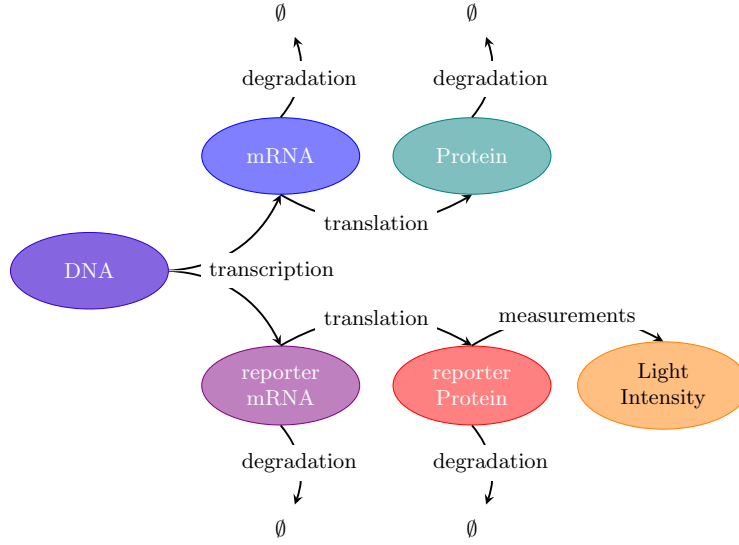 ∅ ∅
degradation degradation
mRNA Protein
translation
DNA transcription
translation measurements
reporter
mRNA
reporter
Protein
Light
Intensity
degradation degradation
∅ ∅